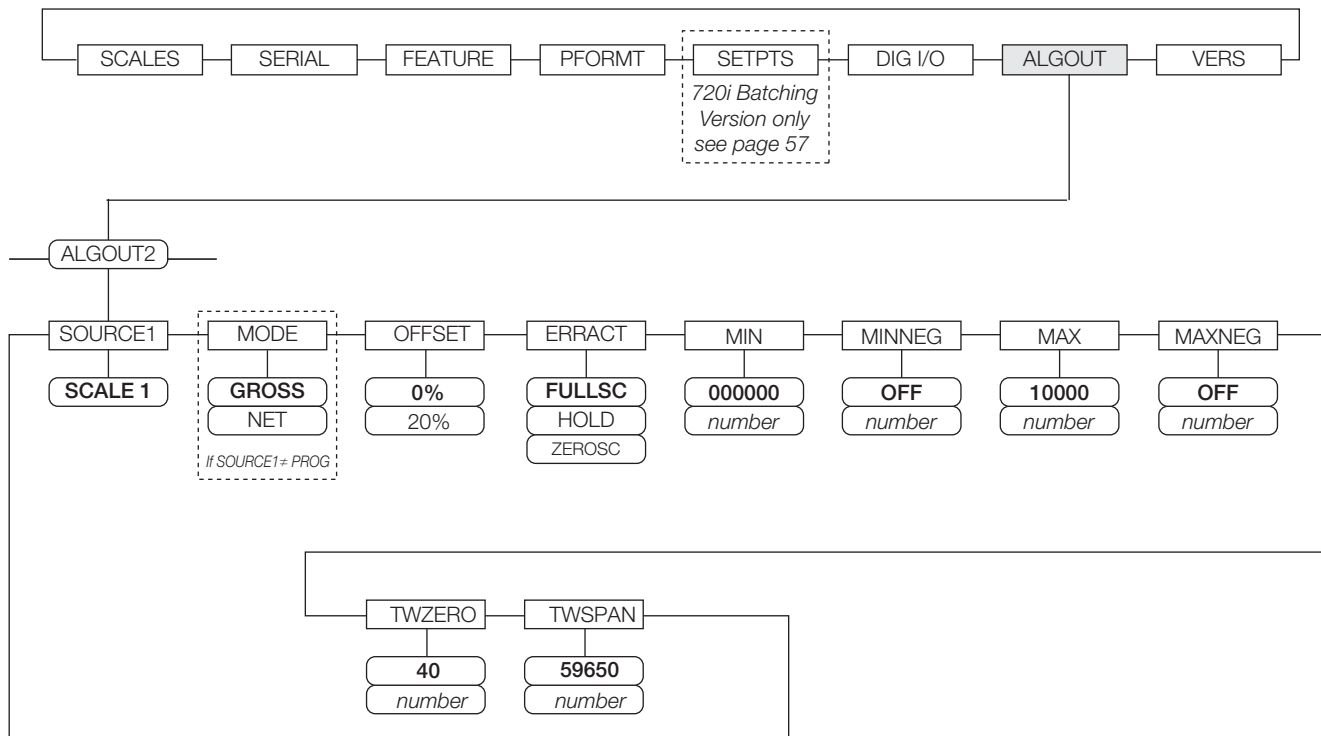 SCALES SERIAL FEATURE PFORMT SETPTS DIG I/O ALGOUT VERS
720i Batching
Version only
see page 57
ALGOUT2
SOURCE1 MODE OFFSET ERRACT MIN MINNEG MAX MAXNEG
SCALE 1 GROSS 0% FULLSC 000000 OFF 10000 OFF
NET 20% HOLD number number number number
If SOURCE1≠ PROG ZEROSC
TWZERO TWSPAN
40 59650
number number